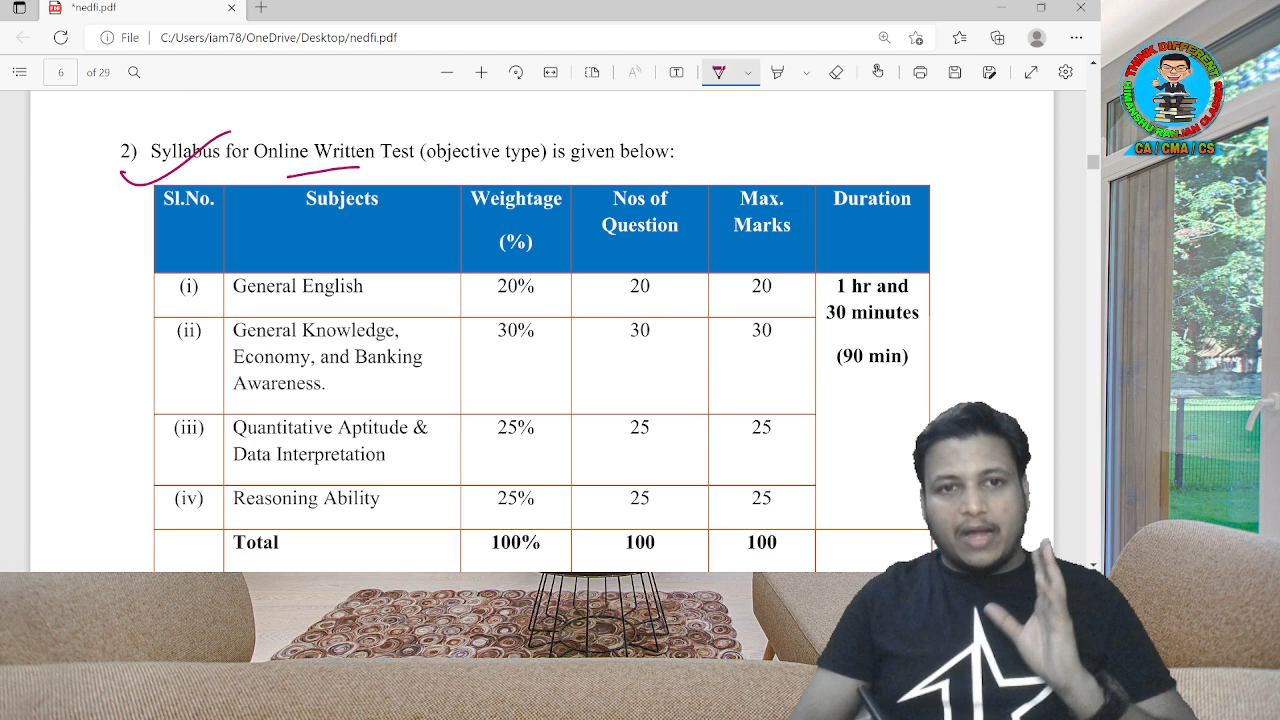 *nedfi.pdf
File
C:/Users/iam78/OneDrive/Desktop/nedfi.pdf
6 of 29
2) Syllabus for Online Written Test (objective type) is given below:
Sl.No. Subjects Weightage (%) Nos of Question Max. Marks Duration
(i) General English 20% 20 20 1 hr and 30 minutes (90 min)
(ii) General Knowledge, Economy, and Banking Awareness. 30% 30 30
(iii) Quantitative Aptitude & Data Interpretation 25% 25 25
(iv) Reasoning Ability 25% 25 25
Total 100% 100 100
THINK DIFFERENT
HIMANSHU RANJAN CLASSES
CA / CMA / CS